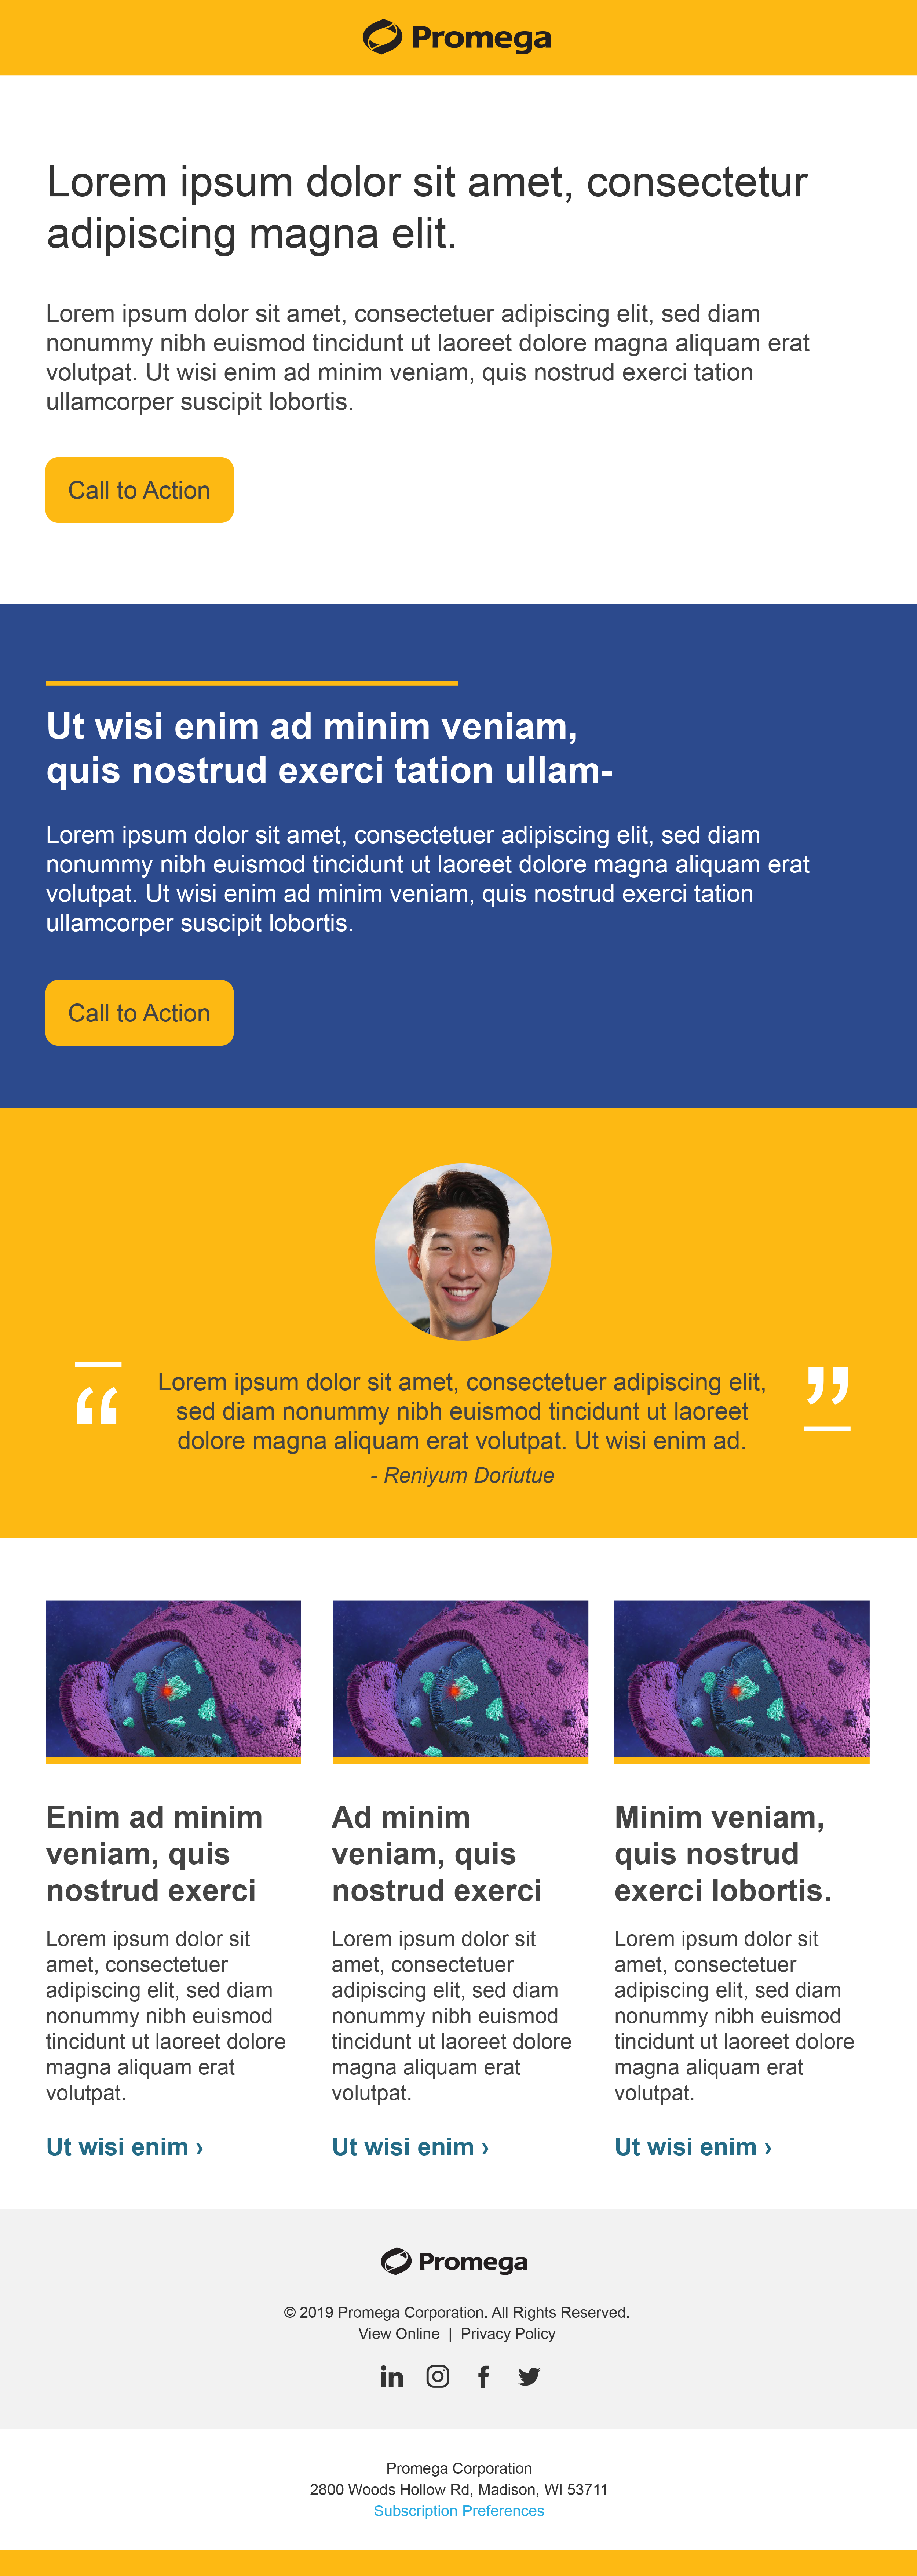 Promega
Lorem ipsum dolor sit amet, consectetur
adipiscing magna elit.
Lorem ipsum dolor sit amet, consectetuer adipiscing elit, sed diam
nonummy nibh euismod tincidunt ut laoreet dolore magna aliquam erat
volutpat. Ut wisi enim ad minim veniam, quis nostrud exerci tation
ullamcorper suscipit lobortis.
Call to Action
Ut wisi enim ad minim veniam,
quis nostrud exerci tation ullam-
Lorem ipsum dolor sit amet, consectetuer adipiscing elit, sed diam
nonummy nibh euismod tincidunt ut laoreet dolore magna aliquam erat
volutpat. Ut wisi enim ad minim veniam, quis nostrud exerci tation
ullamcorper suscipit lobortis.
Call to Action
“
Lorem ipsum dolor sit amet, consectetuer adipiscing elit,
sed diam nonummy nibh euismod tincidunt ut laoreet
dolore magna aliquam erat volutpat. Ut wisi enim ad.
”
- Reniyum Doriutue
Enim ad minim
veniam, quis
nostrud exerci
Lorem ipsum dolor sit
amet, consectetuer
adipiscing elit, sed diam
nonummy nibh euismod
tincidunt ut laoreet dolore
magna aliquam erat
volutpat.
Ut wisi enim ›
Ad minim
veniam, quis
nostrud exerci
Lorem ipsum dolor sit
amet, consectetuer
adipiscing elit, sed diam
nonummy nibh euismod
tincidunt ut laoreet dolore
magna aliquam erat
volutpat.
Ut wisi enim ›
Minim veniam,
quis nostrud
exerci lobortis.
Lorem ipsum dolor sit
amet, consectetuer
adipiscing elit, sed diam
nonummy nibh euismod
tincidunt ut laoreet dolore
magna aliquam erat
volutpat.
Ut wisi enim ›
Promega
© 2019 Promega Corporation. All Rights Reserved.
View Online | Privacy Policy
Promega Corporation
2800 Woods Hollow Rd, Madison, WI 53711
Subscription Preferences